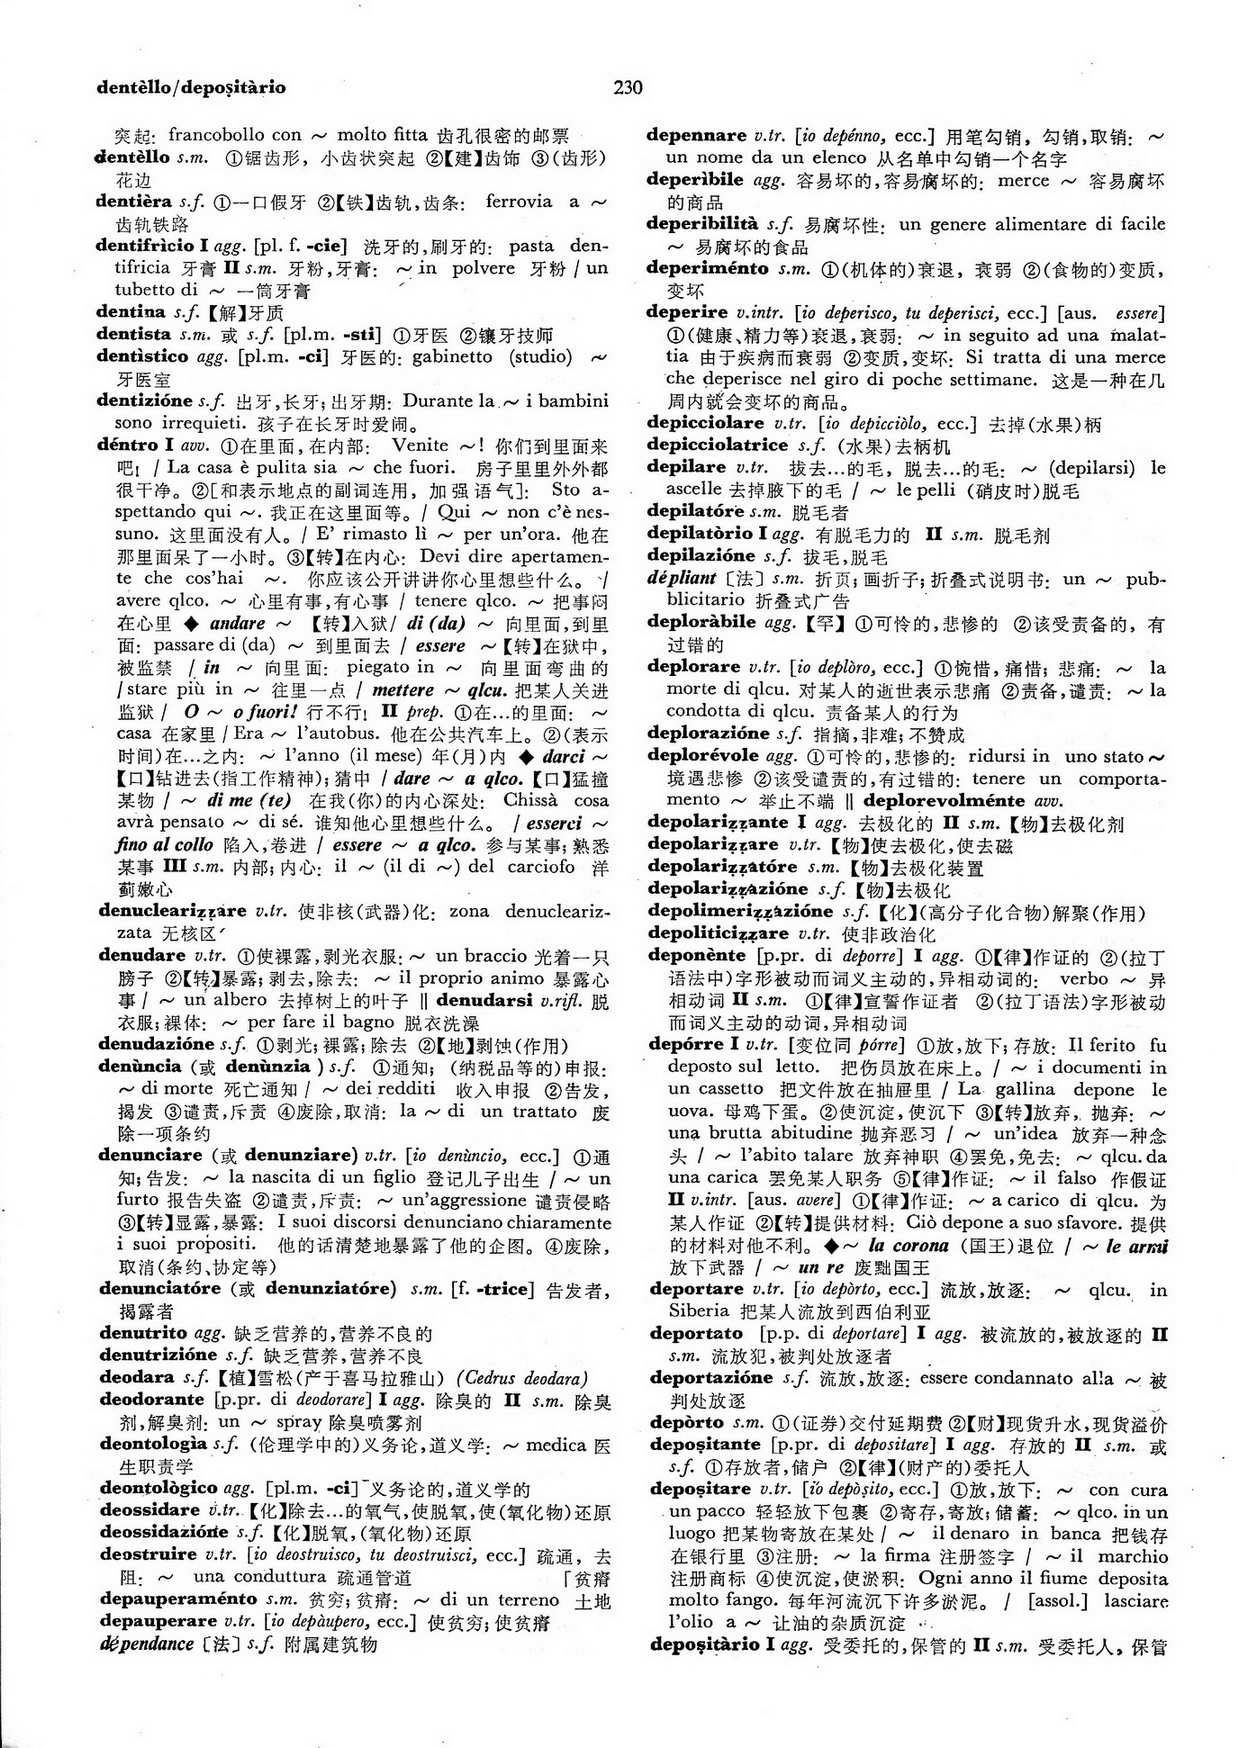 dentèllo/depoṣitàrio
230
突起: francobollo con ～ molto fitta 齿孔很密的邮票
dentèllo s.m. ①锯齿形, 小齿状突起 ②【建】齿饰 ③(齿形)
花边
dentièra s.f. ①一口假牙 ②【铁】齿轨,齿条: ferrovia a ～
齿轨铁路
dentifrìcio I agg. [pl. f. -cie] 洗牙的,刷牙的: pasta den-
tifricia 牙膏 II s.m. 牙粉,牙膏: ～ in polvere 牙粉 / un
tubetto di ～ 一筒牙膏
dentina s.f. 【解】牙质
dentista s.m. 或 s.f. [pl.m. -sti] ①牙医 ②镶牙技师
dentìstico agg. [pl.m. -ci] 牙医的: gabinetto (studio) ～
牙医室
dentizióne s.f. 出牙,长牙; 出牙期: Durante la ～ i bambini
sono irrequieti. 孩子在长牙时爱闹。
déntro I avv. ①在里面,在内部: Venite ～! 你们到里面来
吧! / La casa è pulita sia ～ che fuori. 房子里里外外都
很干净。②[和表示地点的副词连用, 加强语气]: Sto a-
spettando qui ～. 我正在这里面等。/ Qui ～ non c'è nes-
suno. 这里面没有人。/ E' rimasto lì ～ per un'ora. 他在
那里面呆了一小时。③【转】在内心: Devi dire apertamen-
te che cos'hai ～. 你应该公开讲讲你心里想些什么。 /
avere qlco. ～ 心里有事,有心事 / tenere qlco. ～ 把事闷
在心里 ◆ andare ～ 【转】入狱/ di (da) ～ 向里面,到里
面: passare di (da) ～ 到里面去 / essere ～【转】在狱中,
被监禁 / in ～ 向里面: piegato in ～ 向里面弯曲的
/ stare più in ～ 往里一点 / mettere ～ qlcu. 把某人关进
监狱 / O ～ o fuori! 行不行! II prep. ①在…的里面: ～
casa 在家里 / Era ～ l'autobus. 他在公共汽车上。②(表示
时间)在…之内: ～ l'anno (il mese) 年(月)内 ◆ darci ～
【口】钻进去(指工作精神); 猜中 / dare ～ a qlco. 【口】猛撞
某物 / ～ di me (te) 在我(你)的内心深处: Chissà cosa
avrà pensato ～ di sé. 谁知他心里想些什么。 / esserci ～
fino al collo 陷入,卷进 / essere ～ a qlco. 参与某事; 熟悉
某事 III s.m. 内部; 内心: il ～ (il di ～) del carciofo 洋
蓟嫩心
denucleariẓẓare v.tr. 使非核(武器)化: zona denucleariz-
zata 无核区
denudare v.tr. ①使裸露,剥光衣服: ～ un braccio 光着一只
膀子 ②【转】暴露; 剥去,除去: ～ il proprio animo 暴露心
事 / ～ un albero 去掉树上的叶子 ‖ denudarsi v.rifl. 脱
衣服; 裸体: ～ per fare il bagno 脱衣洗澡
denudazióne s.f. ①剥光; 裸露; 除去 ②【地】剥蚀(作用)
denùncia (或 denùnzia ) s.f. ①通知; (纳税品等的)申报:
～ di morte 死亡通知 / ～ dei redditi 收入申报 ②告发,
揭发 ③谴责,斥责 ④废除,取消: la ～ di un trattato 废
除一项条约
denunciare (或 denunziare) v.tr. [io denùncio, ecc.] ①通
知; 告发: ～ la nascita di un figlio 登记儿子出生 / ～ un
furto 报告失盗 ②谴责,斥责: ～ un'aggressione 谴责侵略
③【转】显露,暴露: I suoi discorsi denunciano chiaramente
i suoi propositi. 他的话清楚地暴露了他的企图。④废除,
取消(条约、协定等)
denunciatóre (或 denunziatóre) s.m. [f. -trice] 告发者,
揭露者
denutrito agg. 缺乏营养的,营养不良的
denutrizióne s.f. 缺乏营养,营养不良
deodara s.f. 【植】雪松(产于喜马拉雅山) (Cedrus deodara)
deodorante [p.pr. di deodorare] I agg. 除臭的 II s.m. 除臭
剂,解臭剂: un ～ spray 除臭喷雾剂
deontologìa s.f. (伦理学中的)义务论,道义学: ～ medica 医
生职责学
deontològico agg. [pl.m. -ci] 义务论的,道义学的
deossidare v.tr. 【化】除去…的氧气,使脱氧,使(氧化物)还原
deossidazióne s.f. 【化】脱氧,(氧化物)还原
deostruire v.tr. [io deostruisco, tu deostruisci, ecc.] 疏通, 去
阻: ～ una conduttura 疏通管道 「贫瘠
depauperaménto s.m. 贫穷; 贫瘠: ～ di un terreno 土地
depauperare v.tr. [io depàupero, ecc.] 使贫穷; 使贫瘠
dépendance 〔法〕 s.f. 附属建筑物
depennare v.tr. [io depénno, ecc.] 用笔勾销, 勾销,取销: ～
un nome da un elenco 从名单中勾销一个名字
deperìbile agg. 容易坏的,容易腐坏的: merce ～ 容易腐坏
的商品
deperibilità s.f. 易腐坏性: un genere alimentare di facile
～ 易腐坏的食品
deperiménto s.m. ①(机体的)衰退, 衰弱 ②(食物的)变质,
变坏
deperire v.intr. [io deperisco, tu deperisci, ecc.] [aus. essere]
①(健康、精力等)衰退,衰弱: ～ in seguito ad una malat-
tia 由于疾病而衰弱 ②变质,变坏: Si tratta di una merce
che deperisce nel giro di poche settimane. 这是一种在几
周内就会变坏的商品。
depicciolare v.tr. [io depicciòlo, ecc.] 去掉(水果)柄
depicciolatrice s.f. (水果)去柄机
depilare v.tr. 拔去…的毛, 脱去…的毛: ～ (depilarsi) le
ascelle 去掉腋下的毛 / ～ le pelli (硝皮时)脱毛
depilatóre s.m. 脱毛者
depilatòrio I agg. 有脱毛力的 II s.m. 脱毛剂
depilazióne s.f. 拔毛,脱毛
dépliant 〔法〕 s.m. 折页; 画折子; 折叠式说明书: un ～ pub-
blicitario 折叠式广告
deploràbile agg. 【罕】 ①可怜的,悲惨的 ②该受责备的, 有
过错的
deplorare v.tr. [io deplòro, ecc.] ①惋惜, 痛惜; 悲痛: ～ la
morte di qlcu. 对某人的逝世表示悲痛 ②责备,谴责: ～ la
condotta di qlcu. 责备某人的行为
deplorazióne s.f. 指摘,非难; 不赞成
deplorévole agg. ①可怜的,悲惨的: ridursi in uno stato ～
境遇悲惨 ②该受谴责的,有过错的: tenere un comporta-
mento ～ 举止不端 ‖ deplorevolménte avv.
depolariẓẓante I agg. 去极化的 II s.m. 【物】去极化剂
depolariẓẓare v.tr. 【物】使去极化,使去磁
depolariẓẓatóre s.m. 【物】去极化装置
depolariẓẓazióne s.f. 【物】去极化
depolimeriẓẓazióne s.f. 【化】(高分子化合物)解聚(作用)
depoliticiẓẓare v.tr. 使非政治化
deponènte [p.pr. di deporre] I agg. ①【律】作证的 ②(拉丁
语法中)字形被动而词义主动的,异相动词的: verbo ～ 异
相动词 II s.m. ①【律】宣誓作证者 ②(拉丁语法)字形被动
而词义主动的动词,异相动词
depórre I v.tr. [变位同 pórre] ①放,放下; 存放: Il ferito fu
deposto sul letto. 把伤员放在床上。/ ～ i documenti in
un cassetto 把文件放在抽屉里 / La gallina depone le
uova. 母鸡下蛋。②使沉淀,使沉下 ③【转】放弃, 抛弃: ～
una brutta abitudine 抛弃恶习 / ～ un'idea 放弃一种念
头 / ～ l'abito talare 放弃神职 ④罢免,免去: ～ qlcu. da
una carica 罢免某人职务 ⑤【律】作证: ～ il falso 作假证
II v.intr. [aus. avere] ①【律】作证: ～ a carico di qlcu. 为
某人作证 ②【转】提供材料: Ciò depone a suo sfavore. 提供
的材料对他不利。◆～ la corona (国王)退位 / ～ le armi
放下武器 / ～ un re 废黜国王
deportare v.tr. [io depòrto, ecc.] 流放,放逐: ～ qlcu. in
Siberia 把某人流放到西伯利亚
deportato [p.p. di deportare] I agg. 被流放的,被放逐的 II
s.m. 流放犯,被判处放逐者
deportazióne s.f. 流放,放逐: essere condannato alla ～ 被
判处放逐
depòrto s.m. ①(证券)交付延期费 ②【财】现货升水,现货溢价
depoṣitante [p.pr. di depositare] I agg. 存放的 II s.m. 或
s.f. ①存放者,储户 ②【律】(财产的)委托人
depoṣitare v.tr. [io depòṣito, ecc.] ①放,放下: ～ con cura
un pacco 轻轻放下包裹 ②寄存,寄放; 储蓄: ～ qlco. in un
luogo 把某物寄放在某处 / ～ il denaro in banca 把钱存
在银行里 ③注册: ～ la firma 注册签字 / ～ il marchio
注册商标 ④使沉淀,使淤积: Ogni anno il fiume deposita
molto fango. 每年河流沉下许多淤泥。 / [assol.] lasciare
l'olio a ～ 让油的杂质沉淀
depoṣitàrio I agg. 受委托的,保管的 II s.m. 受委托人, 保管